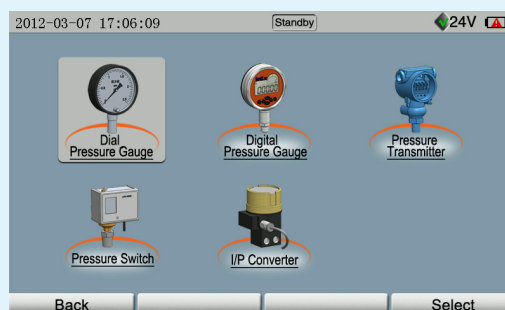 2012-03-07 17:06:09
Standby
24V
Dial
Pressure Gauge
Digital
Pressure Gauge
Pressure
Transmitter
Pressure Switch
I/P Converter
Back
Select